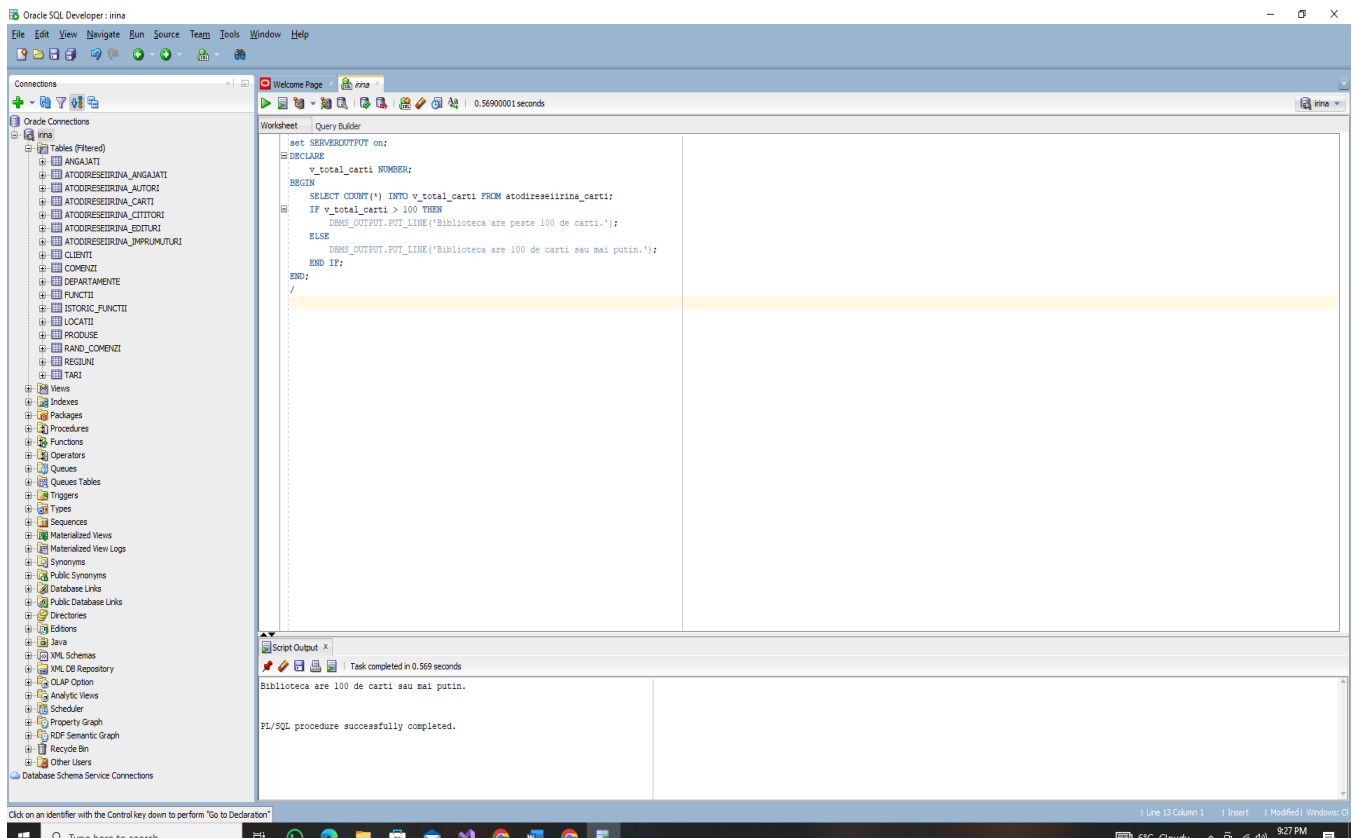 Oracle SQL Developer : irina
File Edit View Navigate Run Source Team Tools Window Help
Connections
Welcome Page
irina
0.56900001 seconds
irina
Oracle Connections
irina
Worksheet Query Builder
Tables (Filtered)
ANGAJATI
ATODIRESEIIRINA_ANGAJATI
ATODIRESEIIRINA_AUTORI
ATODIRESEIIRINA_CARTI
ATODIRESEIIRINA_CITITORI
ATODIRESEIIRINA_EDITURI
ATODIRESEIIRINA_IMPRUMUTURI
CLIENTI
COMENZI
DEPARTAMENTE
FUNCTII
ISTORIC_FUNCTII
LOCATII
PRODUSE
RAND_COMENZI
REGIUNI
TARI
Views
Indexes
Packages
Procedures
Functions
Operators
Queues
Queues Tables
Triggers
Types
Sequences
Materialized Views
Materialized View Logs
Synonyms
Public Synonyms
Database Links
Public Database Links
Directories
Editions
Java
XML Schemas
XML DB Repository
OLAP Option
Analytic Views
Scheduler
Property Graph
RDF Semantic Graph
Recycle Bin
Other Users
Database Schema Service Connections
set SERVEROUTPUT on;
DECLARE
v_total_carti NUMBER;
BEGIN
SELECT COUNT(*) INTO v_total_carti FROM atodireseiirina_carti;
IF v_total_carti > 100 THEN
DBMS_OUTPUT.PUT_LINE('Biblioteca are peste 100 de carti.');
ELSE
DBMS_OUTPUT.PUT_LINE('Biblioteca are 100 de carti sau mai putin.');
END IF;
END;
/
Script Output
Task completed in 0.569 seconds
Biblioteca are 100 de carti sau mai putin.
PL/SQL procedure successfully completed.
Click on an identifier with the Control key down to perform "Go to Declaration"
Line 13 Column 1 | Insert | Modified | Windows: C
Type here to search
6°C Cloudy
9:27 PM